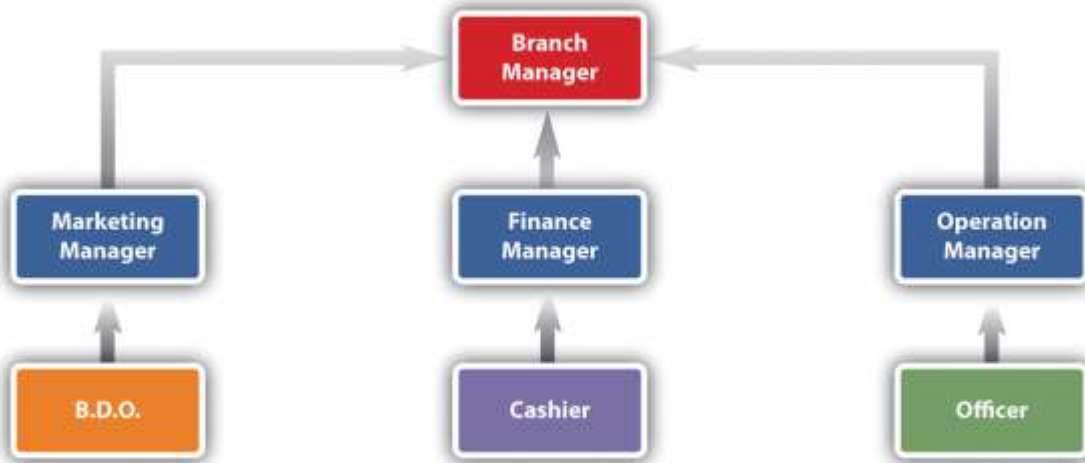 Branch
Manager
Marketing
Manager
Finance
Manager
Operation
Manager
B.D.O.
Cashier
Officer